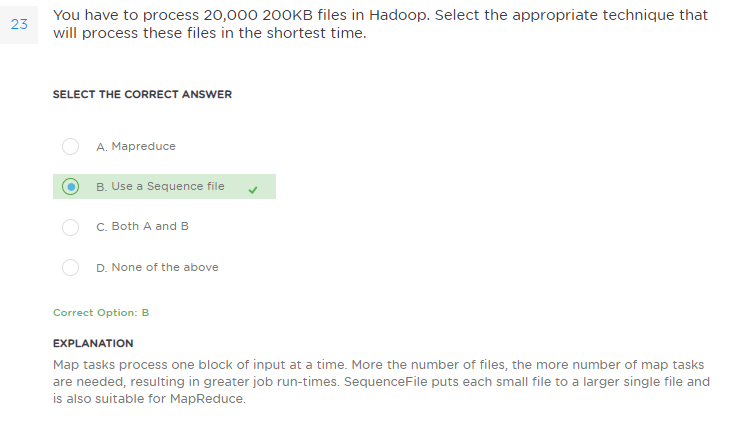 23
You have to process 20,000 200KB files in Hadoop. Select the appropriate technique that
will process these files in the shortest time.
SELECT THE CORRECT ANSWER
A. Mapreduce
B. Use a Sequence file
C. Both A and B
D. None of the above
Correct Option: B
EXPLANATION
Map tasks process one block of input at a time. More the number of files, the more number of map tasks
are needed, resulting in greater job run-times. SequenceFile puts each small file to a larger single file and
is also suitable for MapReduce.